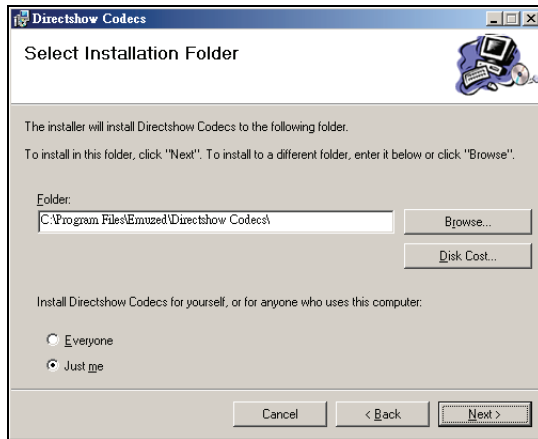 Directshow Codecs
Select Installation Folder
The installer will install Directshow Codecs to the following folder.
To install in this folder, click "Next". To install to a different folder, enter it below or click "Browse".
Folder:
C:\Program Files\Emuzed\Directshow Codecs\
Browse...
Disk Cost...
Install Directshow Codecs for yourself, or for anyone who uses this computer:
Everyone
Just me
Cancel
< Back
Next >